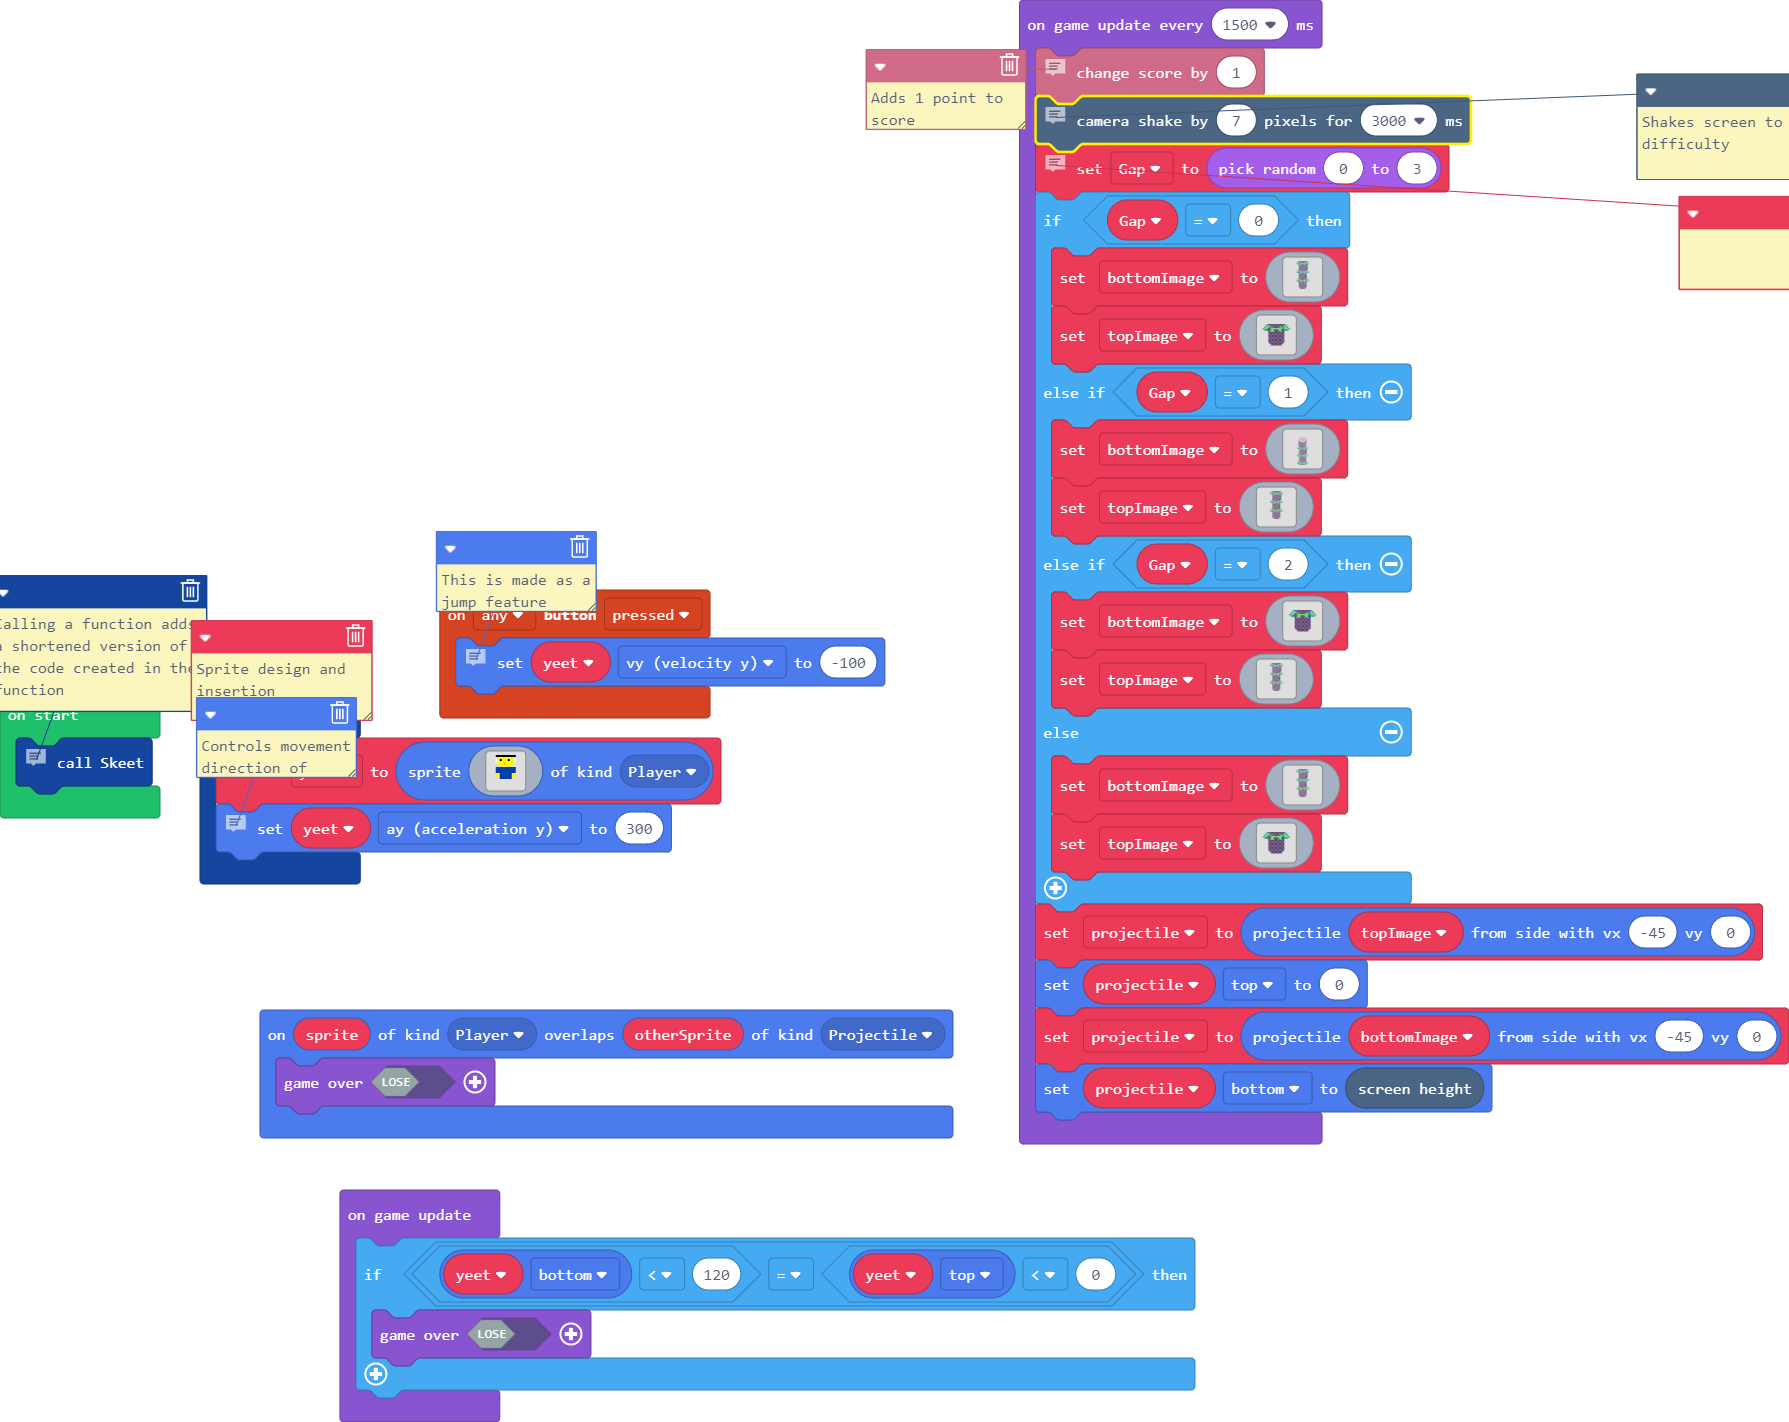 on game update every 1500 ms
change score by 1
Adds 1 point to
score
camera shake by 7 pixels for 3000 ms
Shakes screen to
difficulty
set Gap to pick random 0 to 3
if Gap = 0 then
set bottomImage to
set topImage to
else if Gap = 1 then
set bottomImage to
set topImage to
else if Gap = 2 then
set bottomImage to
set topImage to
else
set bottomImage to
set topImage to
set projectile to projectile topImage from side with vx -45 vy 0
set projectile top to 0
set projectile to projectile bottomImage from side with vx -45 vy 0
set projectile bottom to screen height
This is made as a
jump feature
on any button pressed
set yeet vy (velocity y) to -100
Calling a function adds
a shortened version of
the code created in the
function
on start
call Skeet
Sprite design and
insertion
Controls movement
direction of
to sprite of kind Player
set yeet ay (acceleration y) to 300
on sprite of kind Player overlaps otherSprite of kind Projectile
game over LOSE
on game update
if yeet bottom < 120 = yeet top < 0 then
game over LOSE